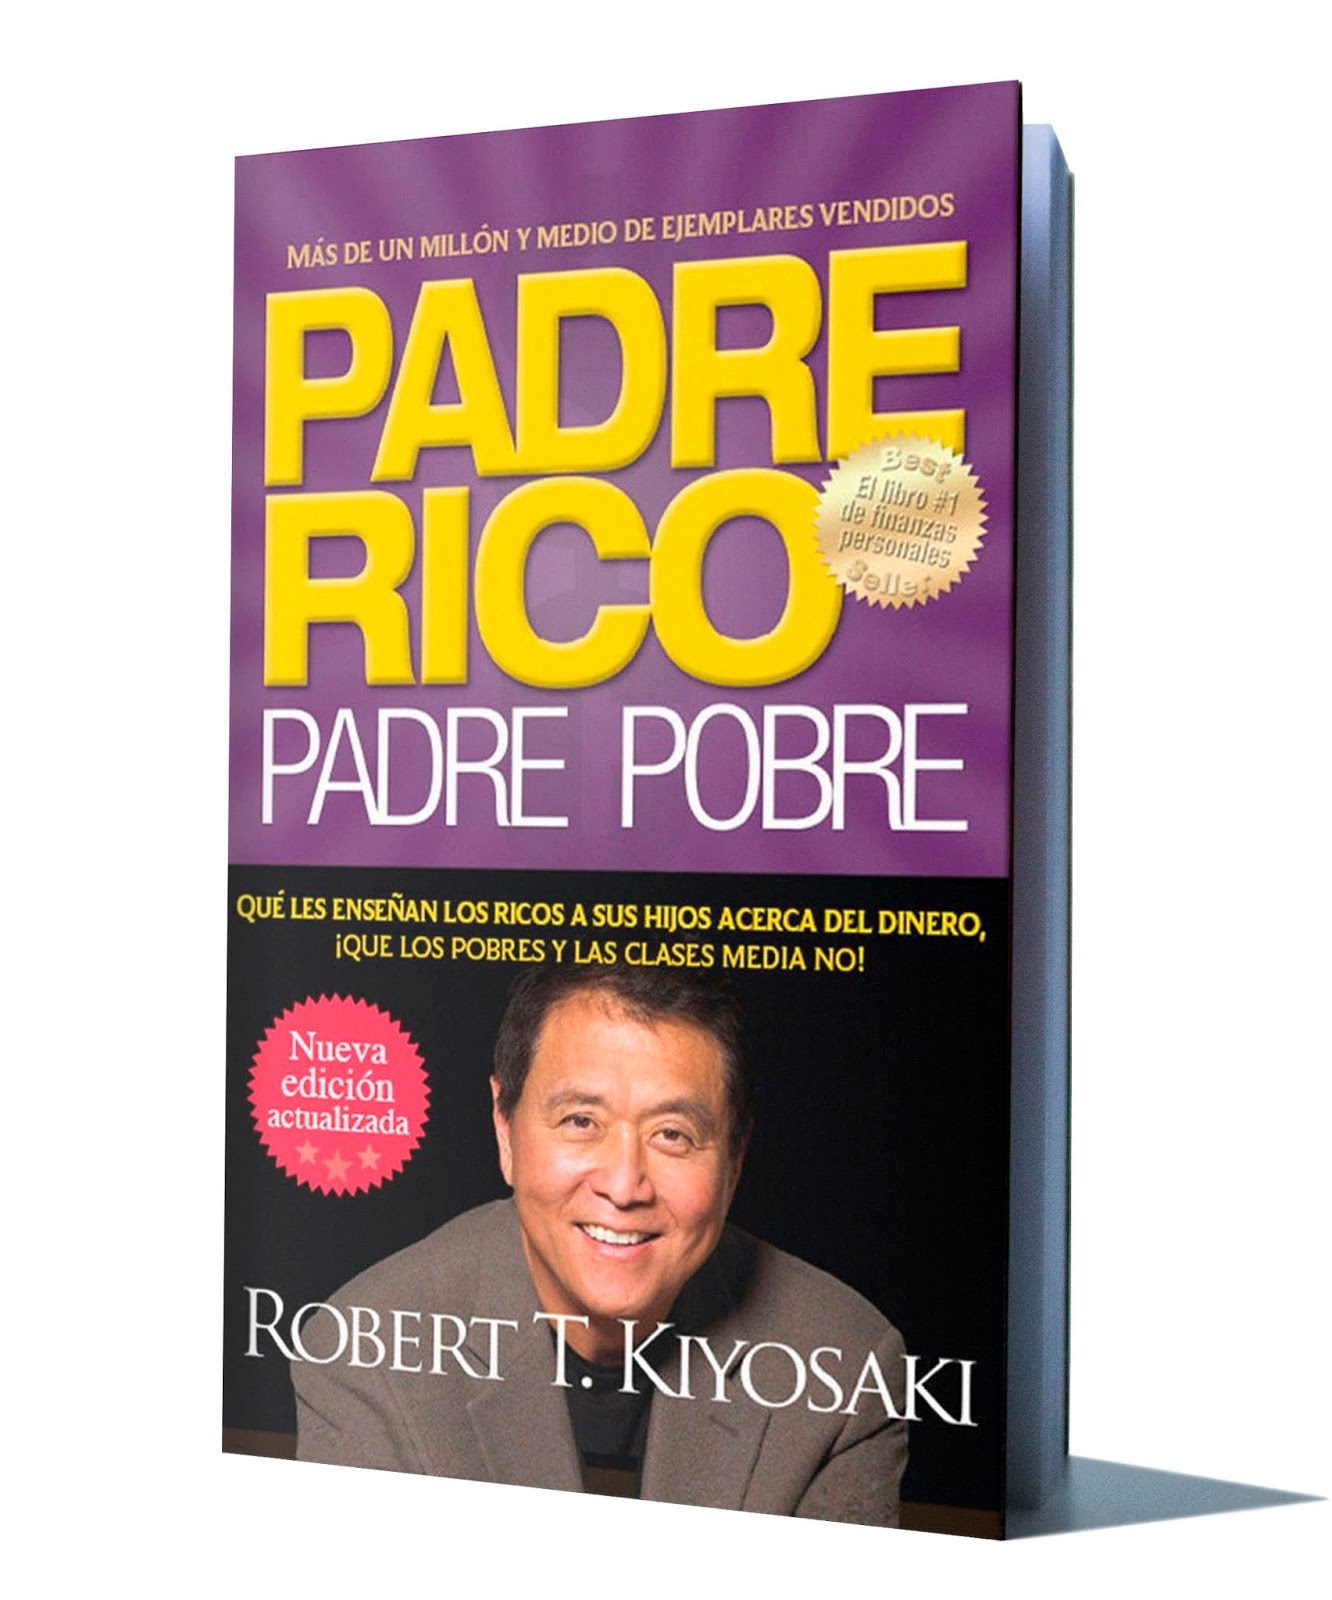 MÁS DE UN MILLÓN Y MEDIO DE EJEMPLARES VENDIDOS
PADRE
RICO
Best
El libro #1
de finanzas
personales
Seller
PADRE POBRE
QUÉ LES ENSEÑAN LOS RICOS A SUS HIJOS ACERCA DEL DINERO,
¡QUE LOS POBRES Y LAS CLASES MEDIA NO!
Nueva
edición
actualizada
ROBERT T. KIYOSAKI